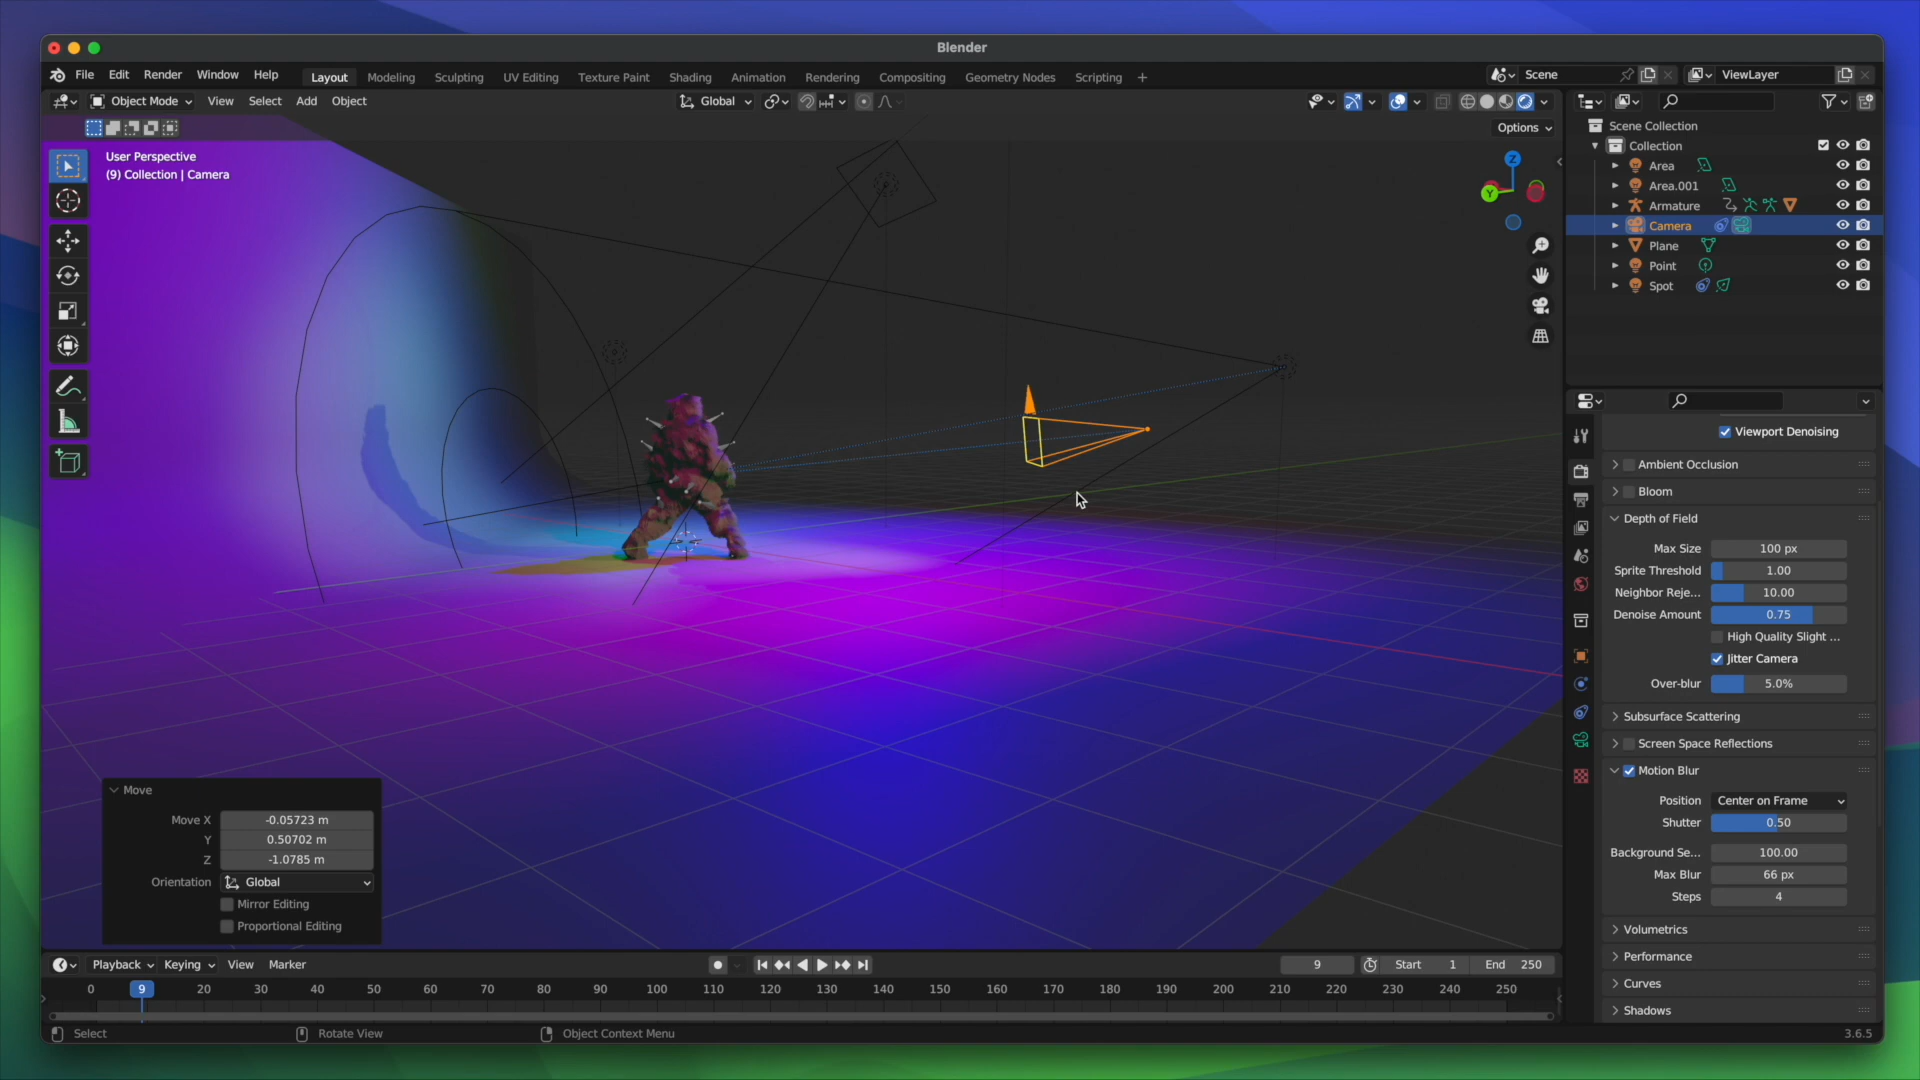 Blender
File Edit Render Window Help
Layout Modeling Sculpting UV Editing Texture Paint Shading Animation Rendering Compositing Geometry Nodes Scripting +
Scene
ViewLayer
Object Mode View Select Add Object
Global
Options
User Perspective
(9) Collection | Camera
Z
Y
Scene Collection
Collection
Area
Area.001
Armature
Camera
Plane
Point
Spot
Viewport Denoising
Ambient Occlusion
Bloom
Depth of Field
Max Size 100 px
Sprite Threshold 1.00
Neighbor Reje... 10.00
Denoise Amount 0.75
High Quality Slight ...
Jitter Camera
Over-blur 5.0%
Subsurface Scattering
Screen Space Reflections
Motion Blur
Position Center on Frame
Shutter 0.50
Background Se... 100.00
Max Blur 66 px
Steps 4
Volumetrics
Performance
Curves
Shadows
Move
Move X -0.05723 m
Y 0.50702 m
Z -1.0785 m
Orientation Global
Mirror Editing
Proportional Editing
Playback Keying View Marker
9 Start 1 End 250
0 9 20 30 40 50 60 70 80 90 100 110 120 130 140 150 160 170 180 190 200 210 220 230 240 250
Select Rotate View Object Context Menu
3.6.5